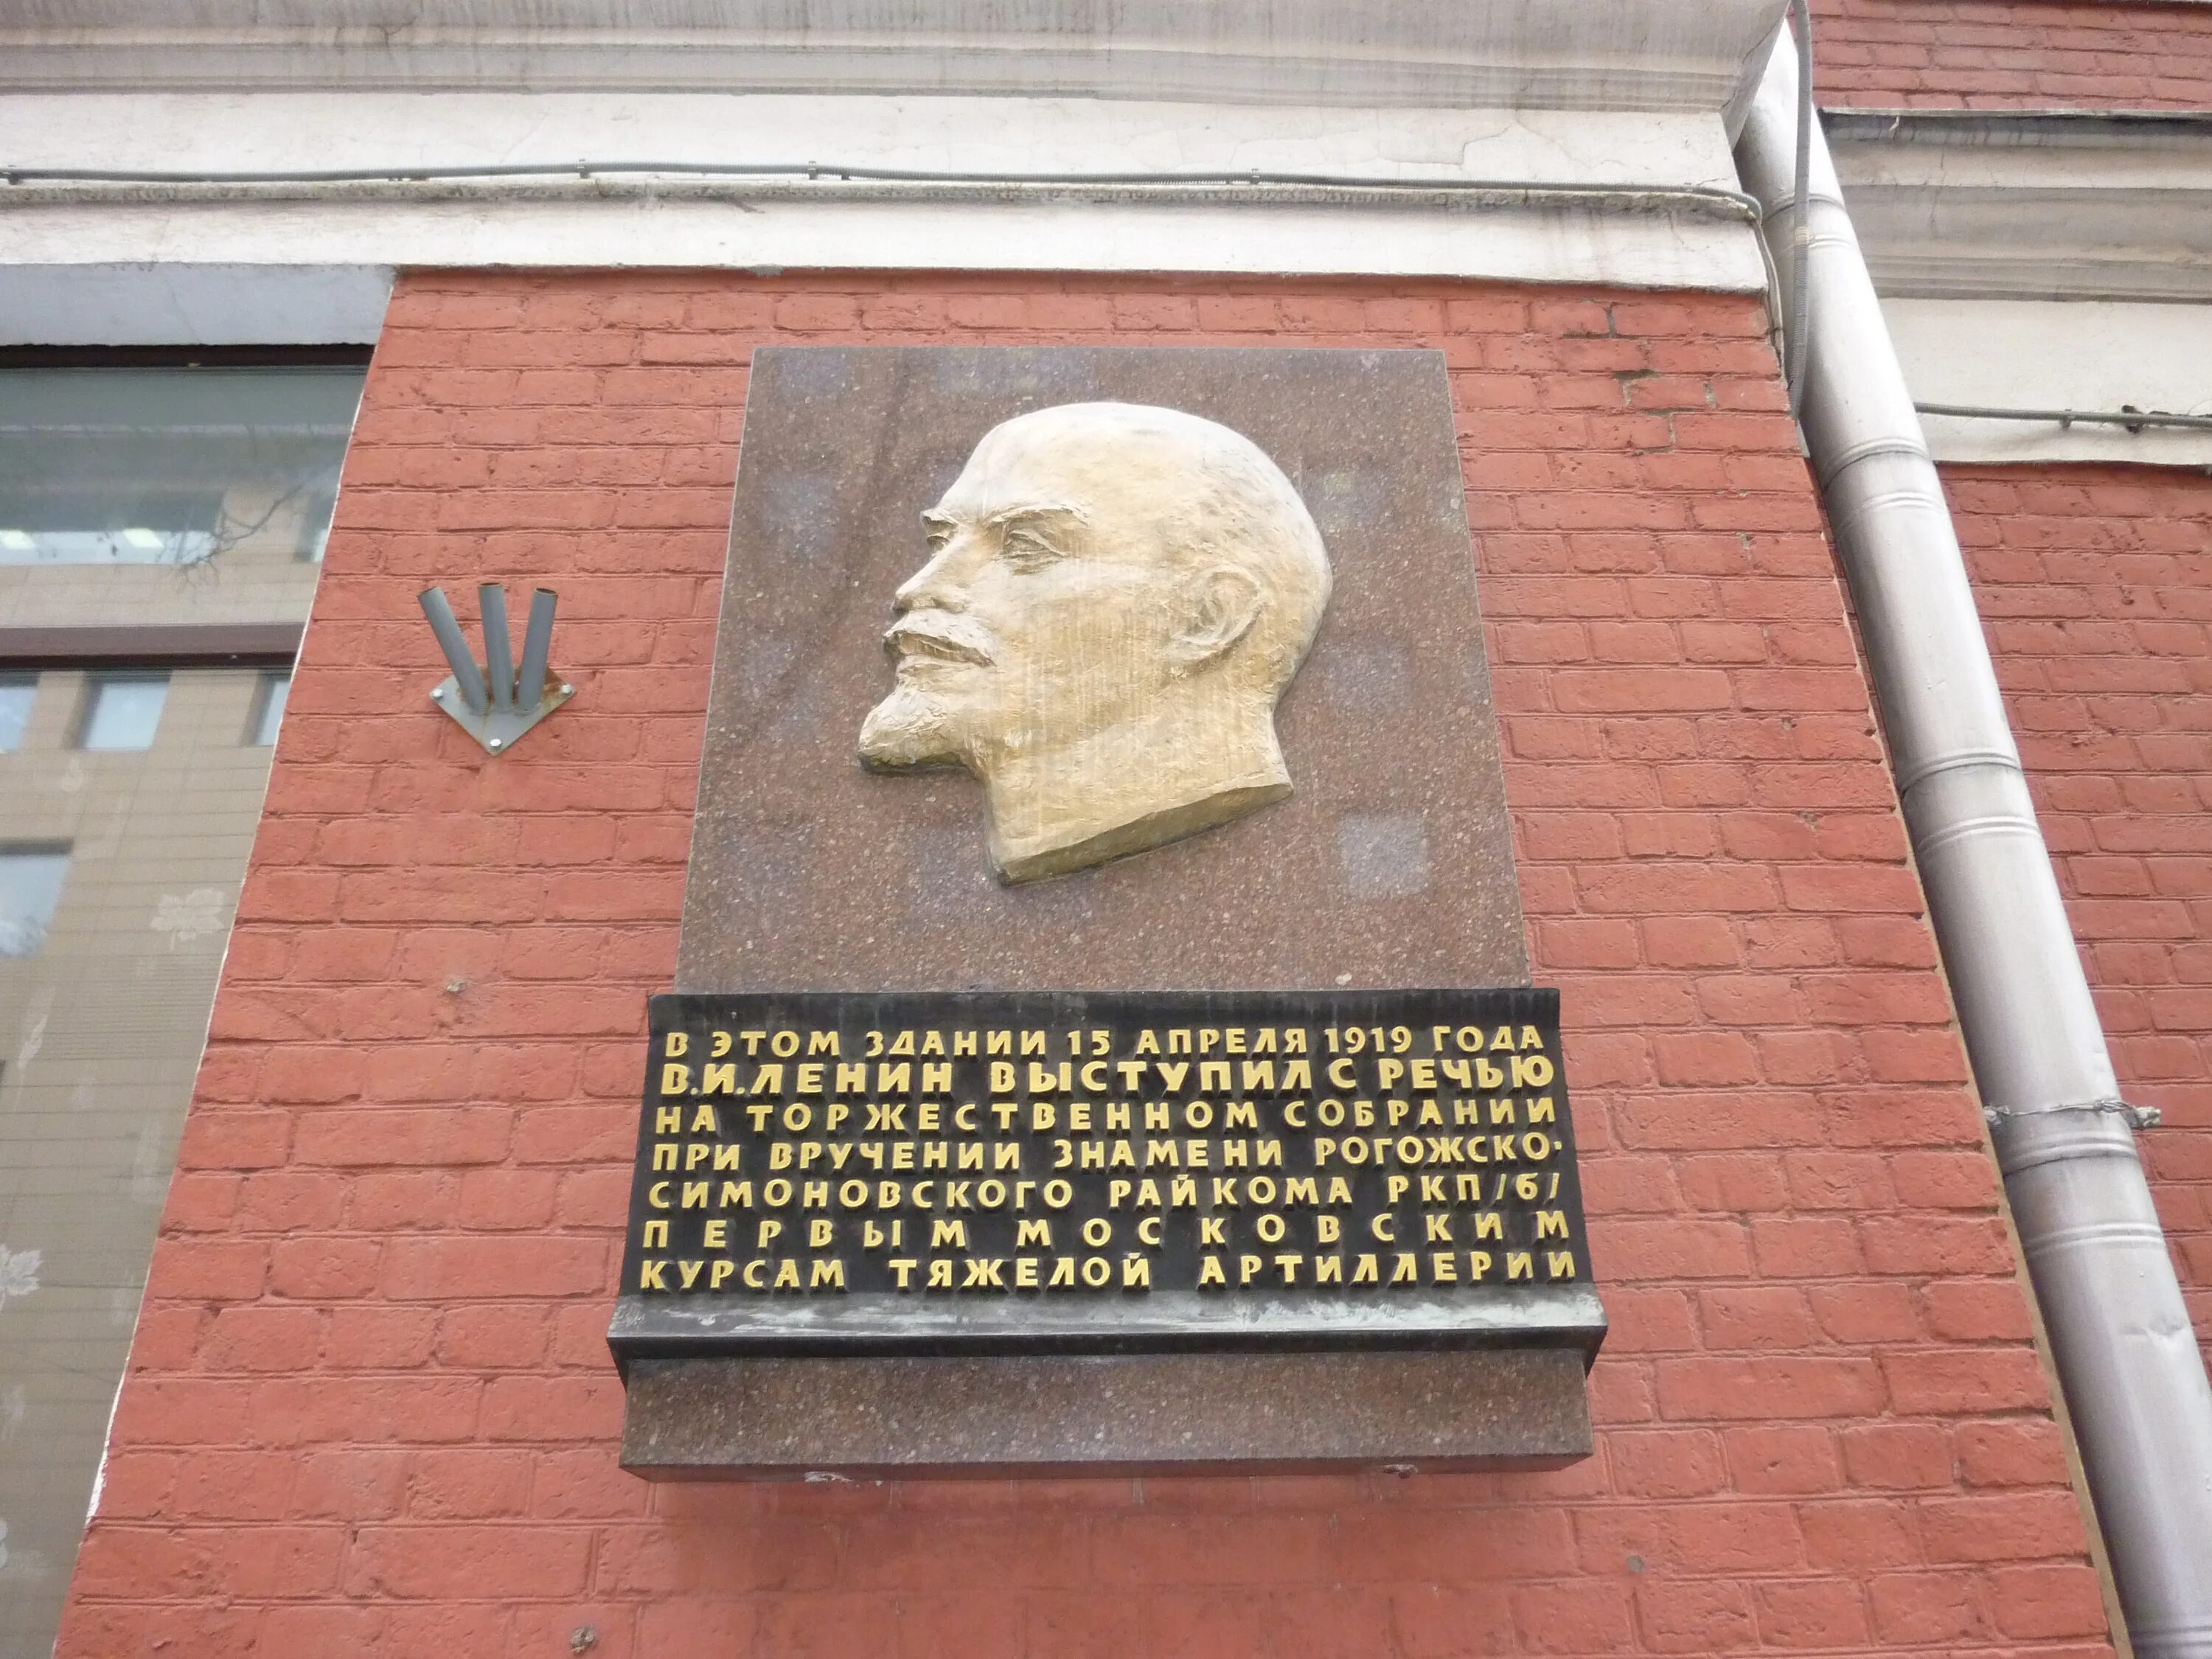 В ЭТОМ ЗДАНИИ 15 АПРЕЛЯ 1919 ГОДА
В.И.ЛЕНИН ВЫСТУПИЛ С РЕЧЬЮ
НА ТОРЖЕСТВЕННОМ СОБРАНИИ
ПРИ ВРУЧЕНИИ ЗНАМЕНИ РОГОЖСКО-
СИМОНОВСКОГО РАЙКОМА РКП/б/
ПЕРВЫМ МОСКОВСКИМ
КУРСАМ ТЯЖЕЛОЙ АРТИЛЛЕРИИ